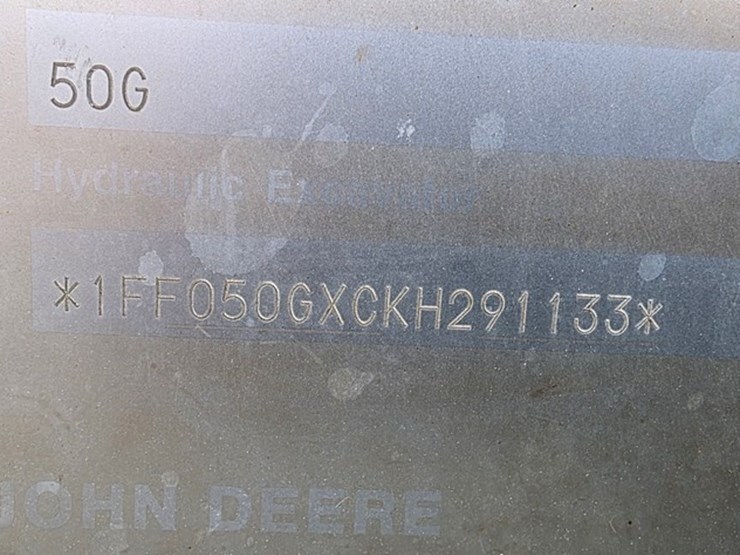 50G
Hydraulic Excavator
*1FF050GXCKH291133*
JOHN DEERE